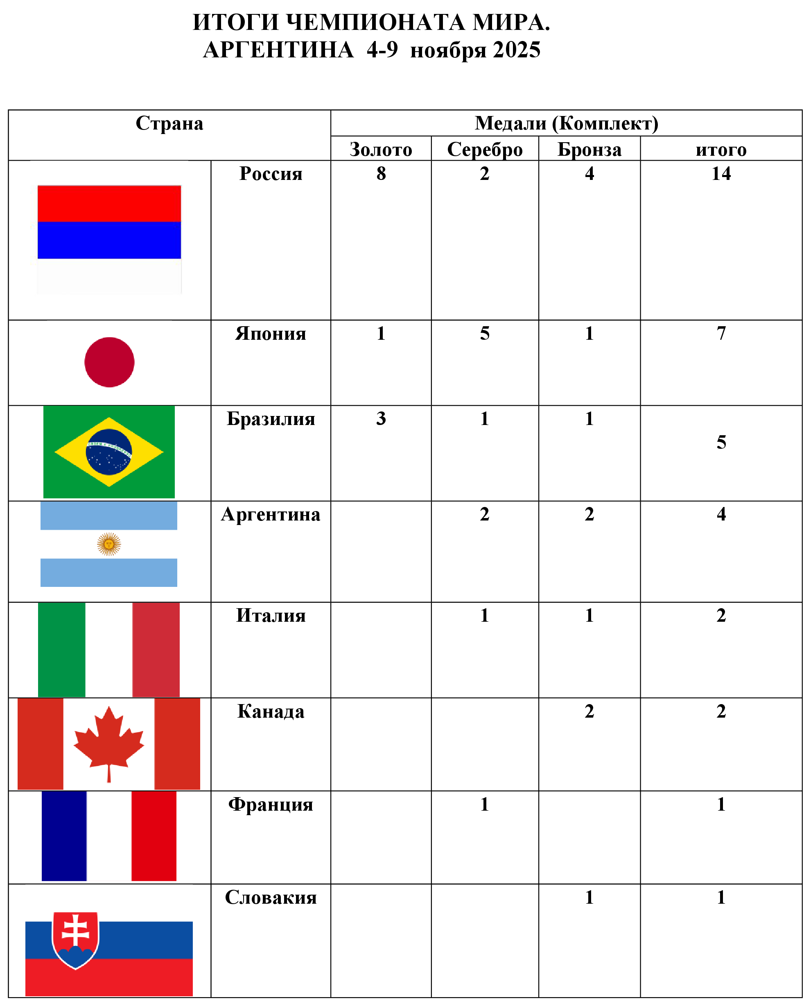 ИТОГИ ЧЕМПИОНАТА МИРА.
АРГЕНТИНА 4-9 ноября 2025
Страна Медали (Комплект)
Золото Серебро Бронза итого
Россия 8 2 4 14
Япония 1 5 1 7
Бразилия 3 1 1 5
ORDEM E PROGRESSO
Аргентина 2 2 4
Италия 1 1 2
Канада 2 2
Франция 1 1
Словакия 1 1